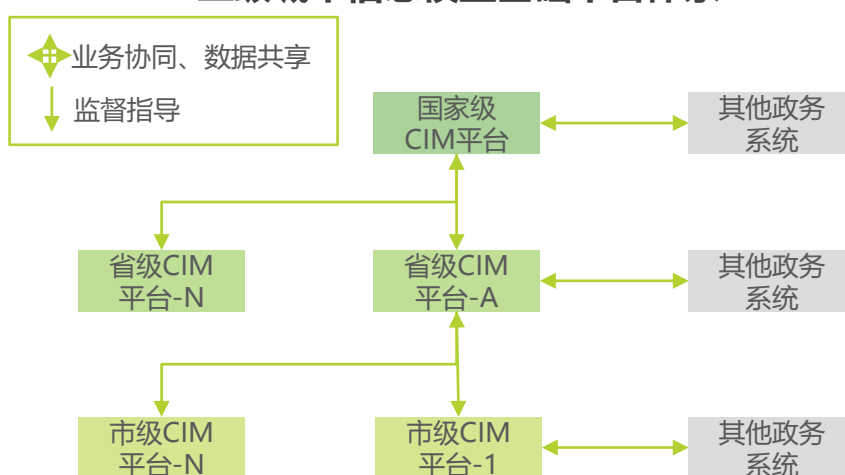 业务协同、数据共享
监督指导
国家级
CIM平台
其他政务
系统
省级CIM
平台-N
省级CIM
平台-A
其他政务
系统
市级CIM
平台-N
市级CIM
平台-1
其他政务
系统